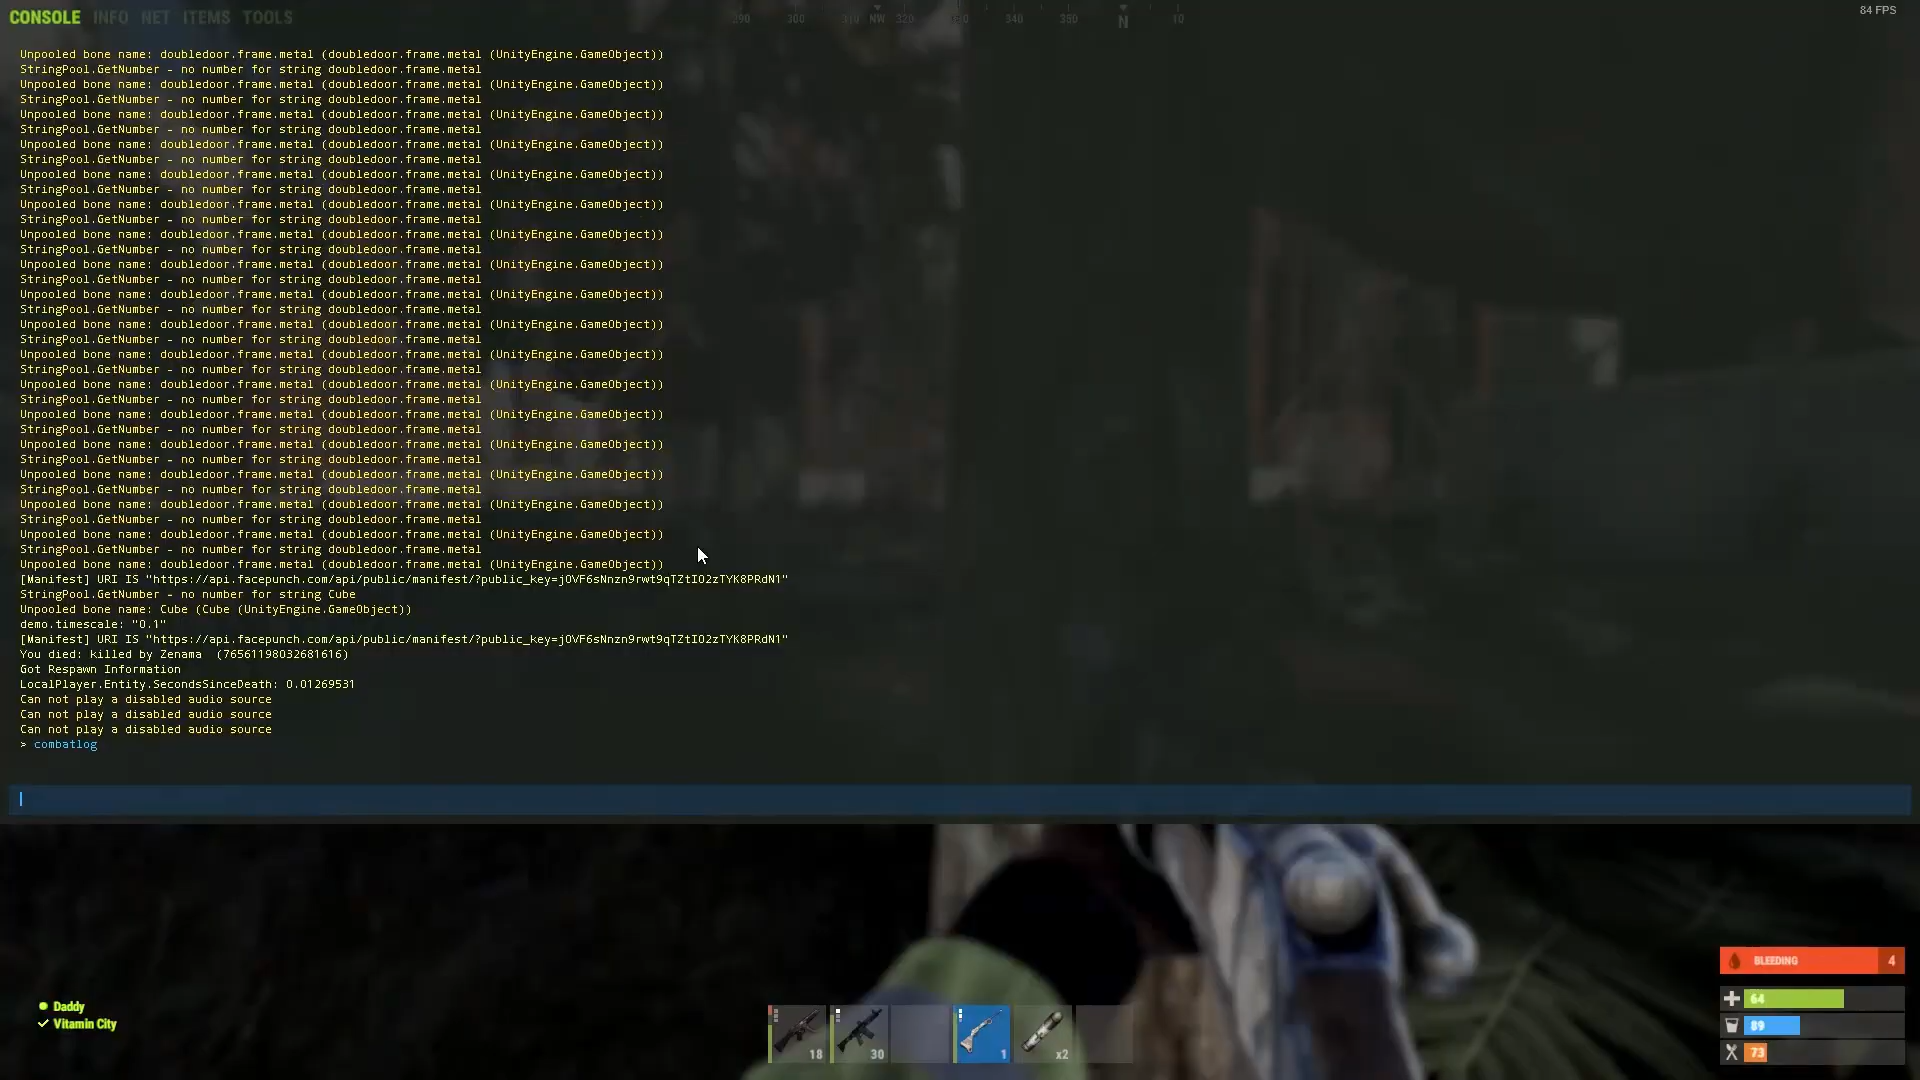 CONSOLE INFO NET ITEMS TOOLS
290 300 310 NW 320 330 340 350 N 10
84 FPS
Unpooled bone name: doubledoor.frame.metal (doubledoor.frame.metal (UnityEngine.GameObject))
StringPool.GetNumber - no number for string doubledoor.frame.metal
Unpooled bone name: doubledoor.frame.metal (doubledoor.frame.metal (UnityEngine.GameObject))
StringPool.GetNumber - no number for string doubledoor.frame.metal
Unpooled bone name: doubledoor.frame.metal (doubledoor.frame.metal (UnityEngine.GameObject))
StringPool.GetNumber - no number for string doubledoor.frame.metal
Unpooled bone name: doubledoor.frame.metal (doubledoor.frame.metal (UnityEngine.GameObject))
StringPool.GetNumber - no number for string doubledoor.frame.metal
Unpooled bone name: doubledoor.frame.metal (doubledoor.frame.metal (UnityEngine.GameObject))
StringPool.GetNumber - no number for string doubledoor.frame.metal
Unpooled bone name: doubledoor.frame.metal (doubledoor.frame.metal (UnityEngine.GameObject))
StringPool.GetNumber - no number for string doubledoor.frame.metal
Unpooled bone name: doubledoor.frame.metal (doubledoor.frame.metal (UnityEngine.GameObject))
StringPool.GetNumber - no number for string doubledoor.frame.metal
Unpooled bone name: doubledoor.frame.metal (doubledoor.frame.metal (UnityEngine.GameObject))
StringPool.GetNumber - no number for string doubledoor.frame.metal
Unpooled bone name: doubledoor.frame.metal (doubledoor.frame.metal (UnityEngine.GameObject))
StringPool.GetNumber - no number for string doubledoor.frame.metal
Unpooled bone name: doubledoor.frame.metal (doubledoor.frame.metal (UnityEngine.GameObject))
StringPool.GetNumber - no number for string doubledoor.frame.metal
Unpooled bone name: doubledoor.frame.metal (doubledoor.frame.metal (UnityEngine.GameObject))
StringPool.GetNumber - no number for string doubledoor.frame.metal
Unpooled bone name: doubledoor.frame.metal (doubledoor.frame.metal (UnityEngine.GameObject))
StringPool.GetNumber - no number for string doubledoor.frame.metal
Unpooled bone name: doubledoor.frame.metal (doubledoor.frame.metal (UnityEngine.GameObject))
StringPool.GetNumber - no number for string doubledoor.frame.metal
Unpooled bone name: doubledoor.frame.metal (doubledoor.frame.metal (UnityEngine.GameObject))
StringPool.GetNumber - no number for string doubledoor.frame.metal
Unpooled bone name: doubledoor.frame.metal (doubledoor.frame.metal (UnityEngine.GameObject))
StringPool.GetNumber - no number for string doubledoor.frame.metal
Unpooled bone name: doubledoor.frame.metal (doubledoor.frame.metal (UnityEngine.GameObject))
StringPool.GetNumber - no number for string doubledoor.frame.metal
Unpooled bone name: doubledoor.frame.metal (doubledoor.frame.metal (UnityEngine.GameObject))
StringPool.GetNumber - no number for string doubledoor.frame.metal
Unpooled bone name: doubledoor.frame.metal (doubledoor.frame.metal (UnityEngine.GameObject))
[Manifest] URI IS "https://api.facepunch.com/api/public/manifest/?public_key=j0VF6sNnzn9rwt9qTZtI02zTYK8PRdN1"
StringPool.GetNumber - no number for string Cube
Unpooled bone name: Cube (Cube (UnityEngine.GameObject))
demo.timescale: "0.1"
[Manifest] URI IS "https://api.facepunch.com/api/public/manifest/?public_key=j0VF6sNnzn9rwt9qTZtI02zTYK8PRdN1"
You died: killed by Zenama  (76561198032681616)
Got Respawn Information
LocalPlayer.Entity.SecondsSinceDeath: 0.01269531
Can not play a disabled audio source
Can not play a disabled audio source
Can not play a disabled audio source
> combatlog
BLEEDING 4
64
89
73
Daddy
Vitamin City
18 30 1 x2